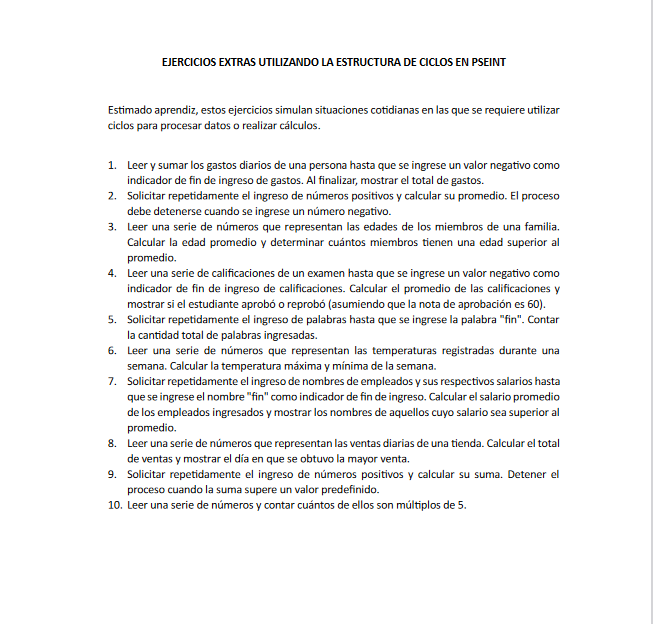 EJERCICIOS EXTRAS UTILIZANDO LA ESTRUCTURA DE CICLOS EN PSEINT
Estimado aprendiz, estos ejercicios simulan situaciones cotidianas en las que se requiere utilizar
ciclos para procesar datos o realizar cálculos.
1. Leer y sumar los gastos diarios de una persona hasta que se ingrese un valor negativo como
indicador de fin de ingreso de gastos. Al finalizar, mostrar el total de gastos.
2. Solicitar repetidamente el ingreso de números positivos y calcular su promedio. El proceso
debe detenerse cuando se ingrese un número negativo.
3. Leer una serie de números que representan las edades de los miembros de una familia.
Calcular la edad promedio y determinar cuántos miembros tienen una edad superior al
promedio.
4. Leer una serie de calificaciones de un examen hasta que se ingrese un valor negativo como
indicador de fin de ingreso de calificaciones. Calcular el promedio de las calificaciones y
mostrar si el estudiante aprobó o reprobó (asumiendo que la nota de aprobación es 60).
5. Solicitar repetidamente el ingreso de palabras hasta que se ingrese la palabra "fin". Contar
la cantidad total de palabras ingresadas.
6. Leer una serie de números que representan las temperaturas registradas durante una
semana. Calcular la temperatura máxima y mínima de la semana.
7. Solicitar repetidamente el ingreso de nombres de empleados y sus respectivos salarios hasta
que se ingrese el nombre "fin" como indicador de fin de ingreso. Calcular el salario promedio
de los empleados ingresados y mostrar los nombres de aquellos cuyo salario sea superior al
promedio.
8. Leer una serie de números que representan las ventas diarias de una tienda. Calcular el total
de ventas y mostrar el día en que se obtuvo la mayor venta.
9. Solicitar repetidamente el ingreso de números positivos y calcular su suma. Detener el
proceso cuando la suma supere un valor predefinido.
10. Leer una serie de números y contar cuántos de ellos son múltiplos de 5.